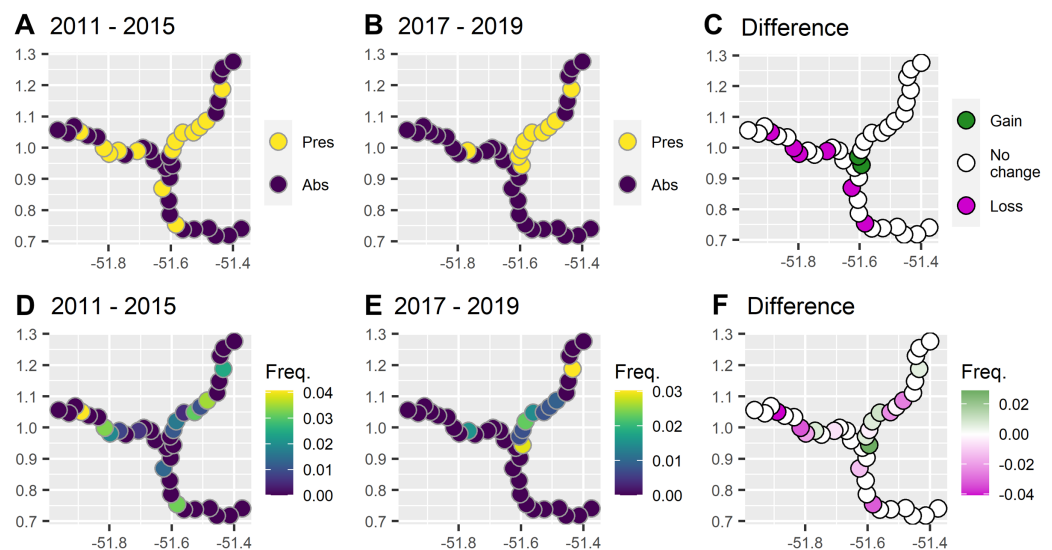 A 2011 - 2015
B 2017 - 2019
C Difference
1.3
1.2
1.1
1.0
0.9
0.8
0.7
-51.8 -51.6 -51.4
Pres
Abs
1.3
1.2
1.1
1.0
0.9
0.8
0.7
-51.8 -51.6 -51.4
Pres
Abs
1.3
1.2
1.1
1.0
0.9
0.8
0.7
-51.8 -51.6 -51.4
Gain
No
change
Loss
D 2011 - 2015
E 2017 - 2019
F Difference
1.3
1.2
1.1
1.0
0.9
0.8
0.7
-51.8 -51.6 -51.4
Freq.
0.04
0.03
0.02
0.01
0.00
1.3
1.2
1.1
1.0
0.9
0.8
0.7
-51.8 -51.6 -51.4
Freq.
0.03
0.02
0.01
0.00
1.3
1.2
1.1
1.0
0.9
0.8
0.7
-51.8 -51.6 -51.4
Freq.
0.02
0.00
-0.02
-0.04